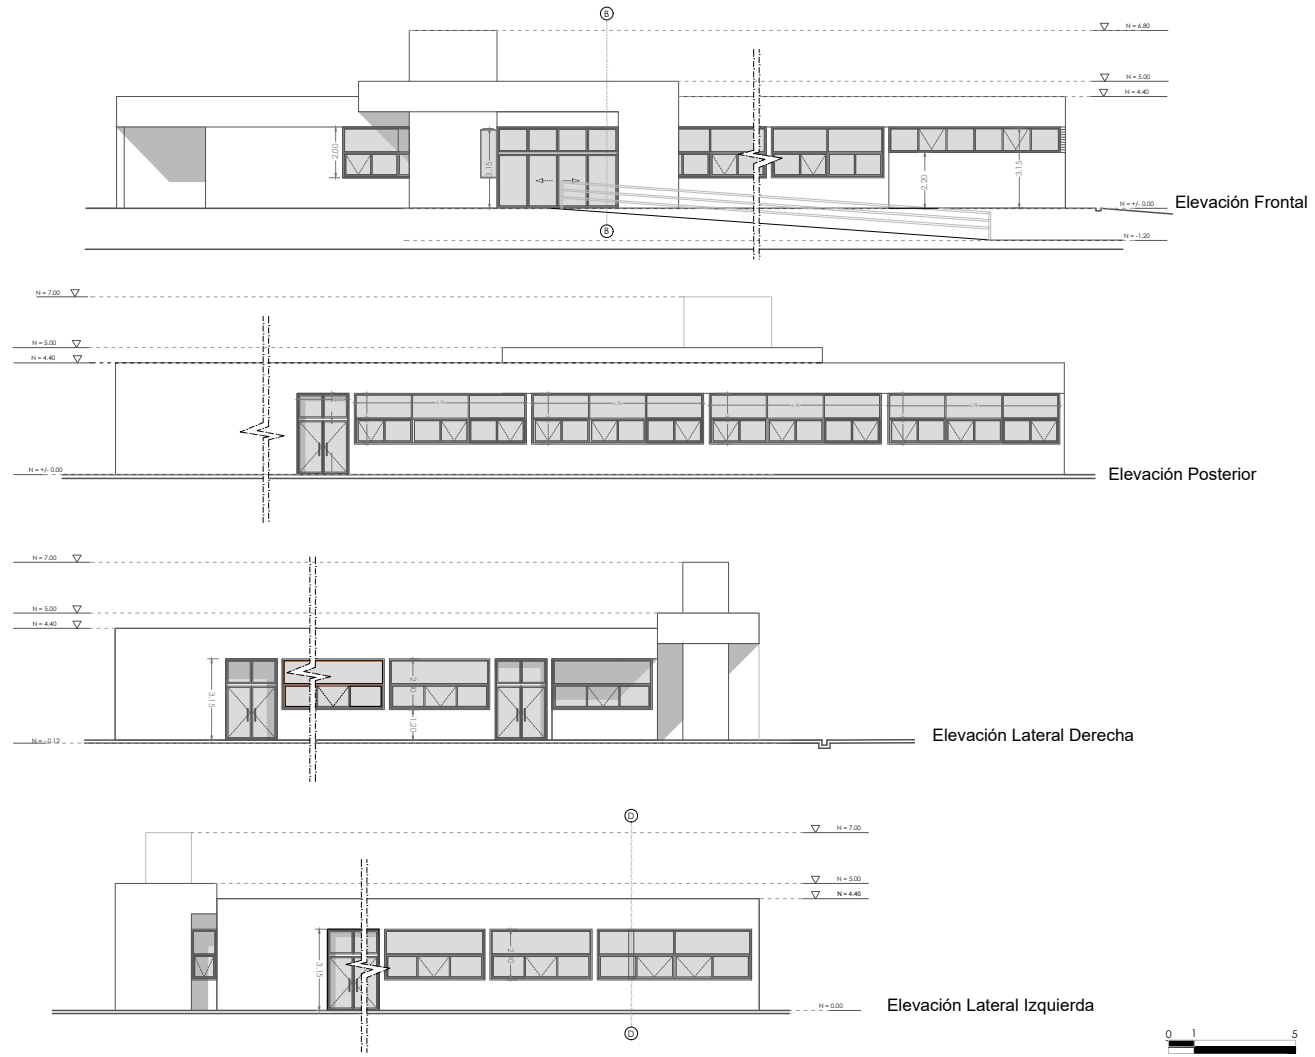 B
N = 6.80
N = 5.00
N = 4.40
2.00
3.15
2.20
3.15
Elevación Frontal
N = +/- 0.00
B
N = -1.20
N = 7.00
N = 5.00
N = 4.40
N = +/- 0.00
Elevación Posterior
N = 7.00
N = 5.00
N = 4.40
3.15
2.00
1.20
N = - 0.12
Elevación Lateral Derecha
D
N = 7.00
N = 5.00
N = 4.40
3.15
2.00
N = 0.00
Elevación Lateral Izquierda
D
0 1 5